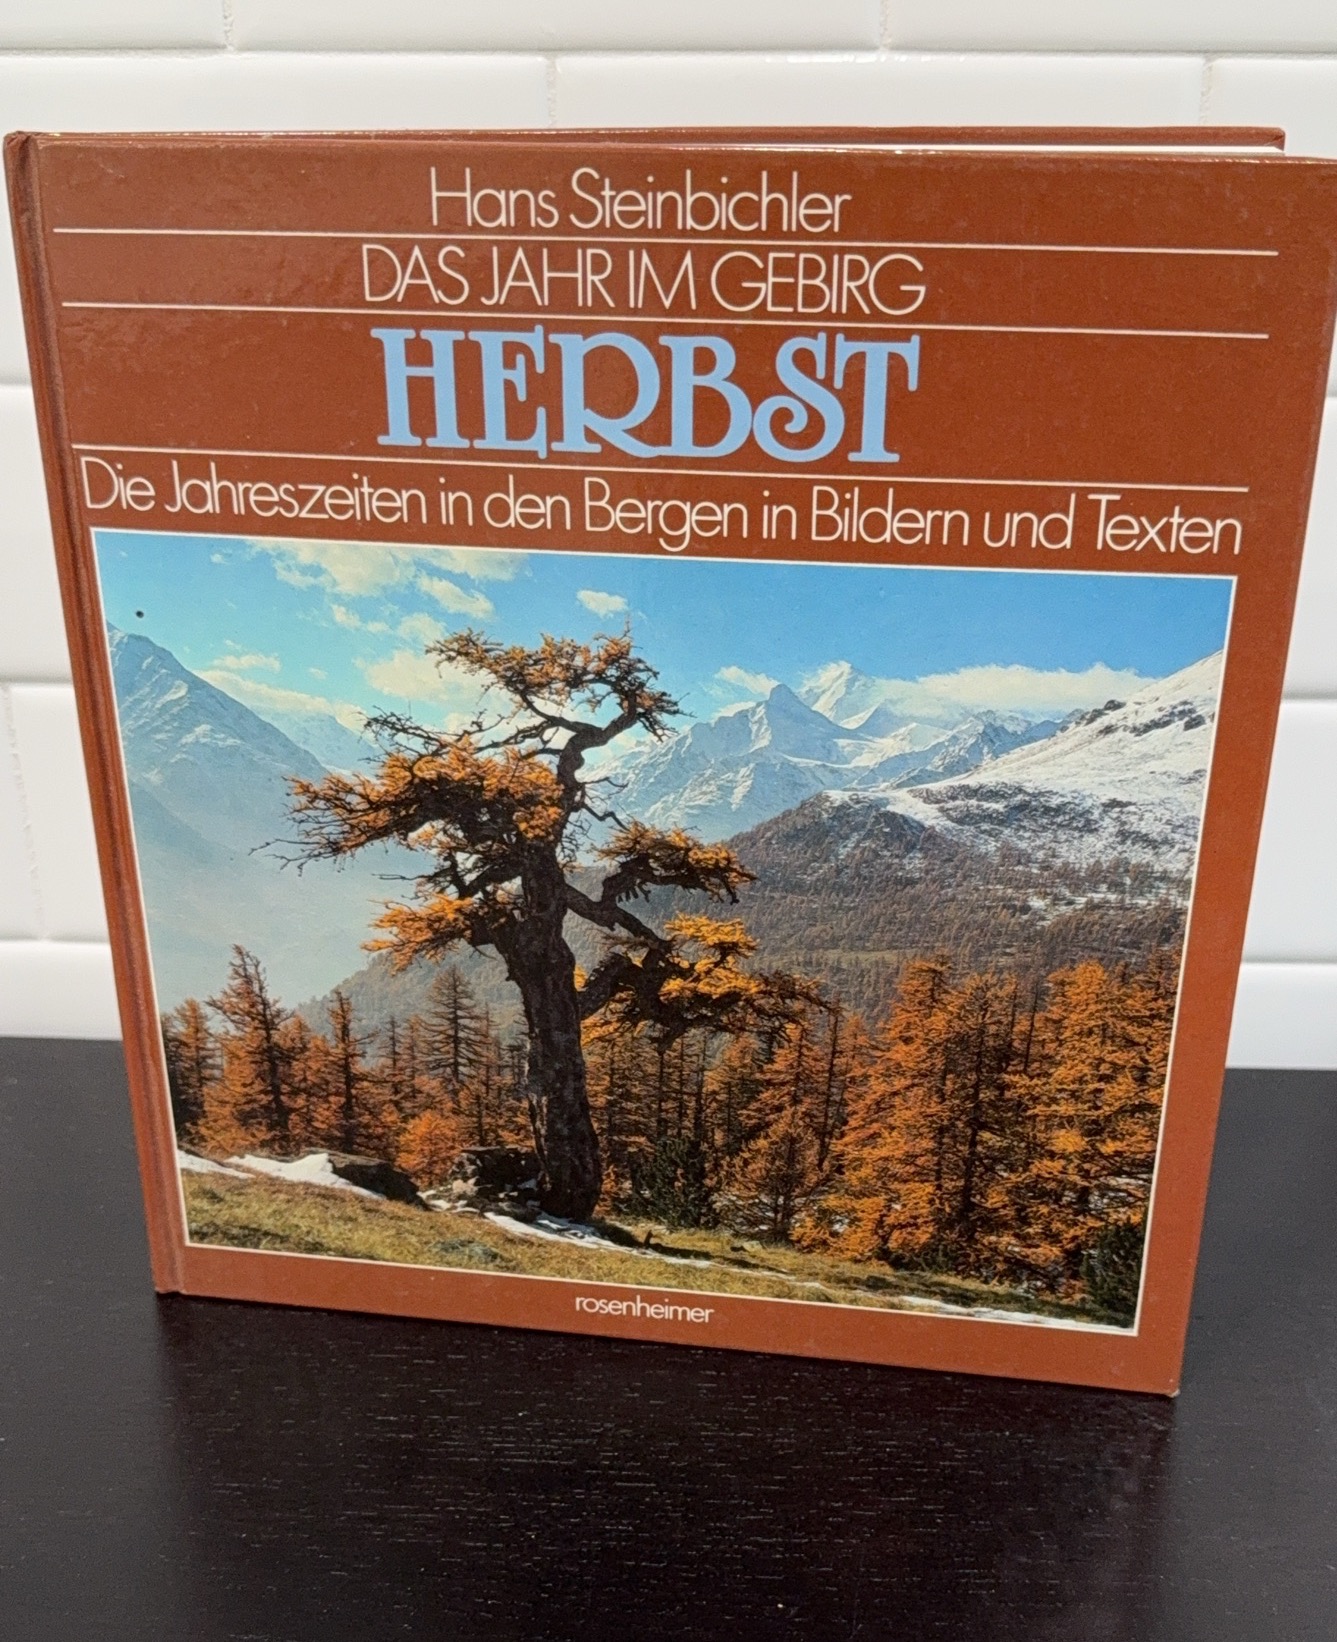 Hans Steinbichler
DAS JAHR IM GEBIRG
HERBST
Die Jahreszeiten in den Bergen in Bildern und Texten
rosenheimer